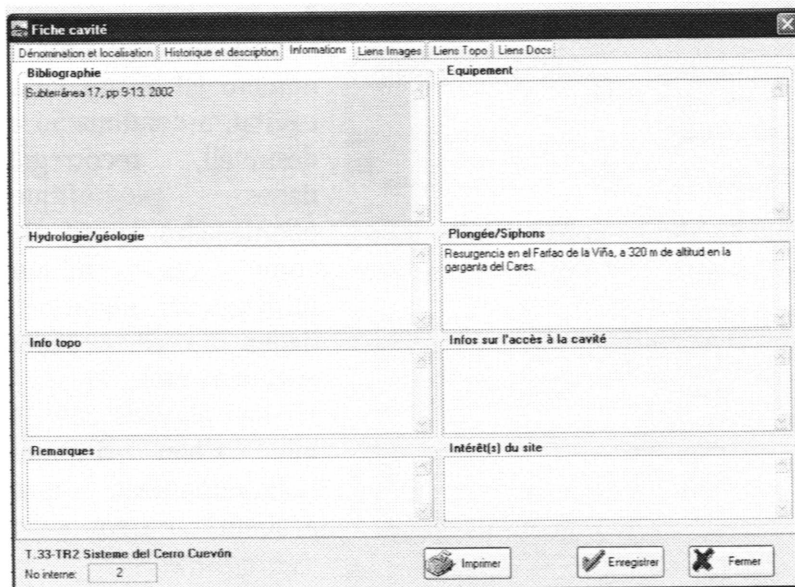 Fiche cavité
Dénomination et localisation Historique et description Informations Liens Images Liens Topo Liens Docs
Bibliographie
Subterránea 17, pp 9-13. 2002
Equipement
Hydrologie/géologie
Plongée/Siphons
Resurgencia en el Farfao de la Viña, a 320 m de altitud en la
garganta del Cares.
Info topo
Infos sur l'accès à la cavité
Remarques
Intérêt(s) du site
T.33-TR2 Sisteme del Cerro Cuevón
No interne: 2
Imprimer
Enregistrer
Fermer